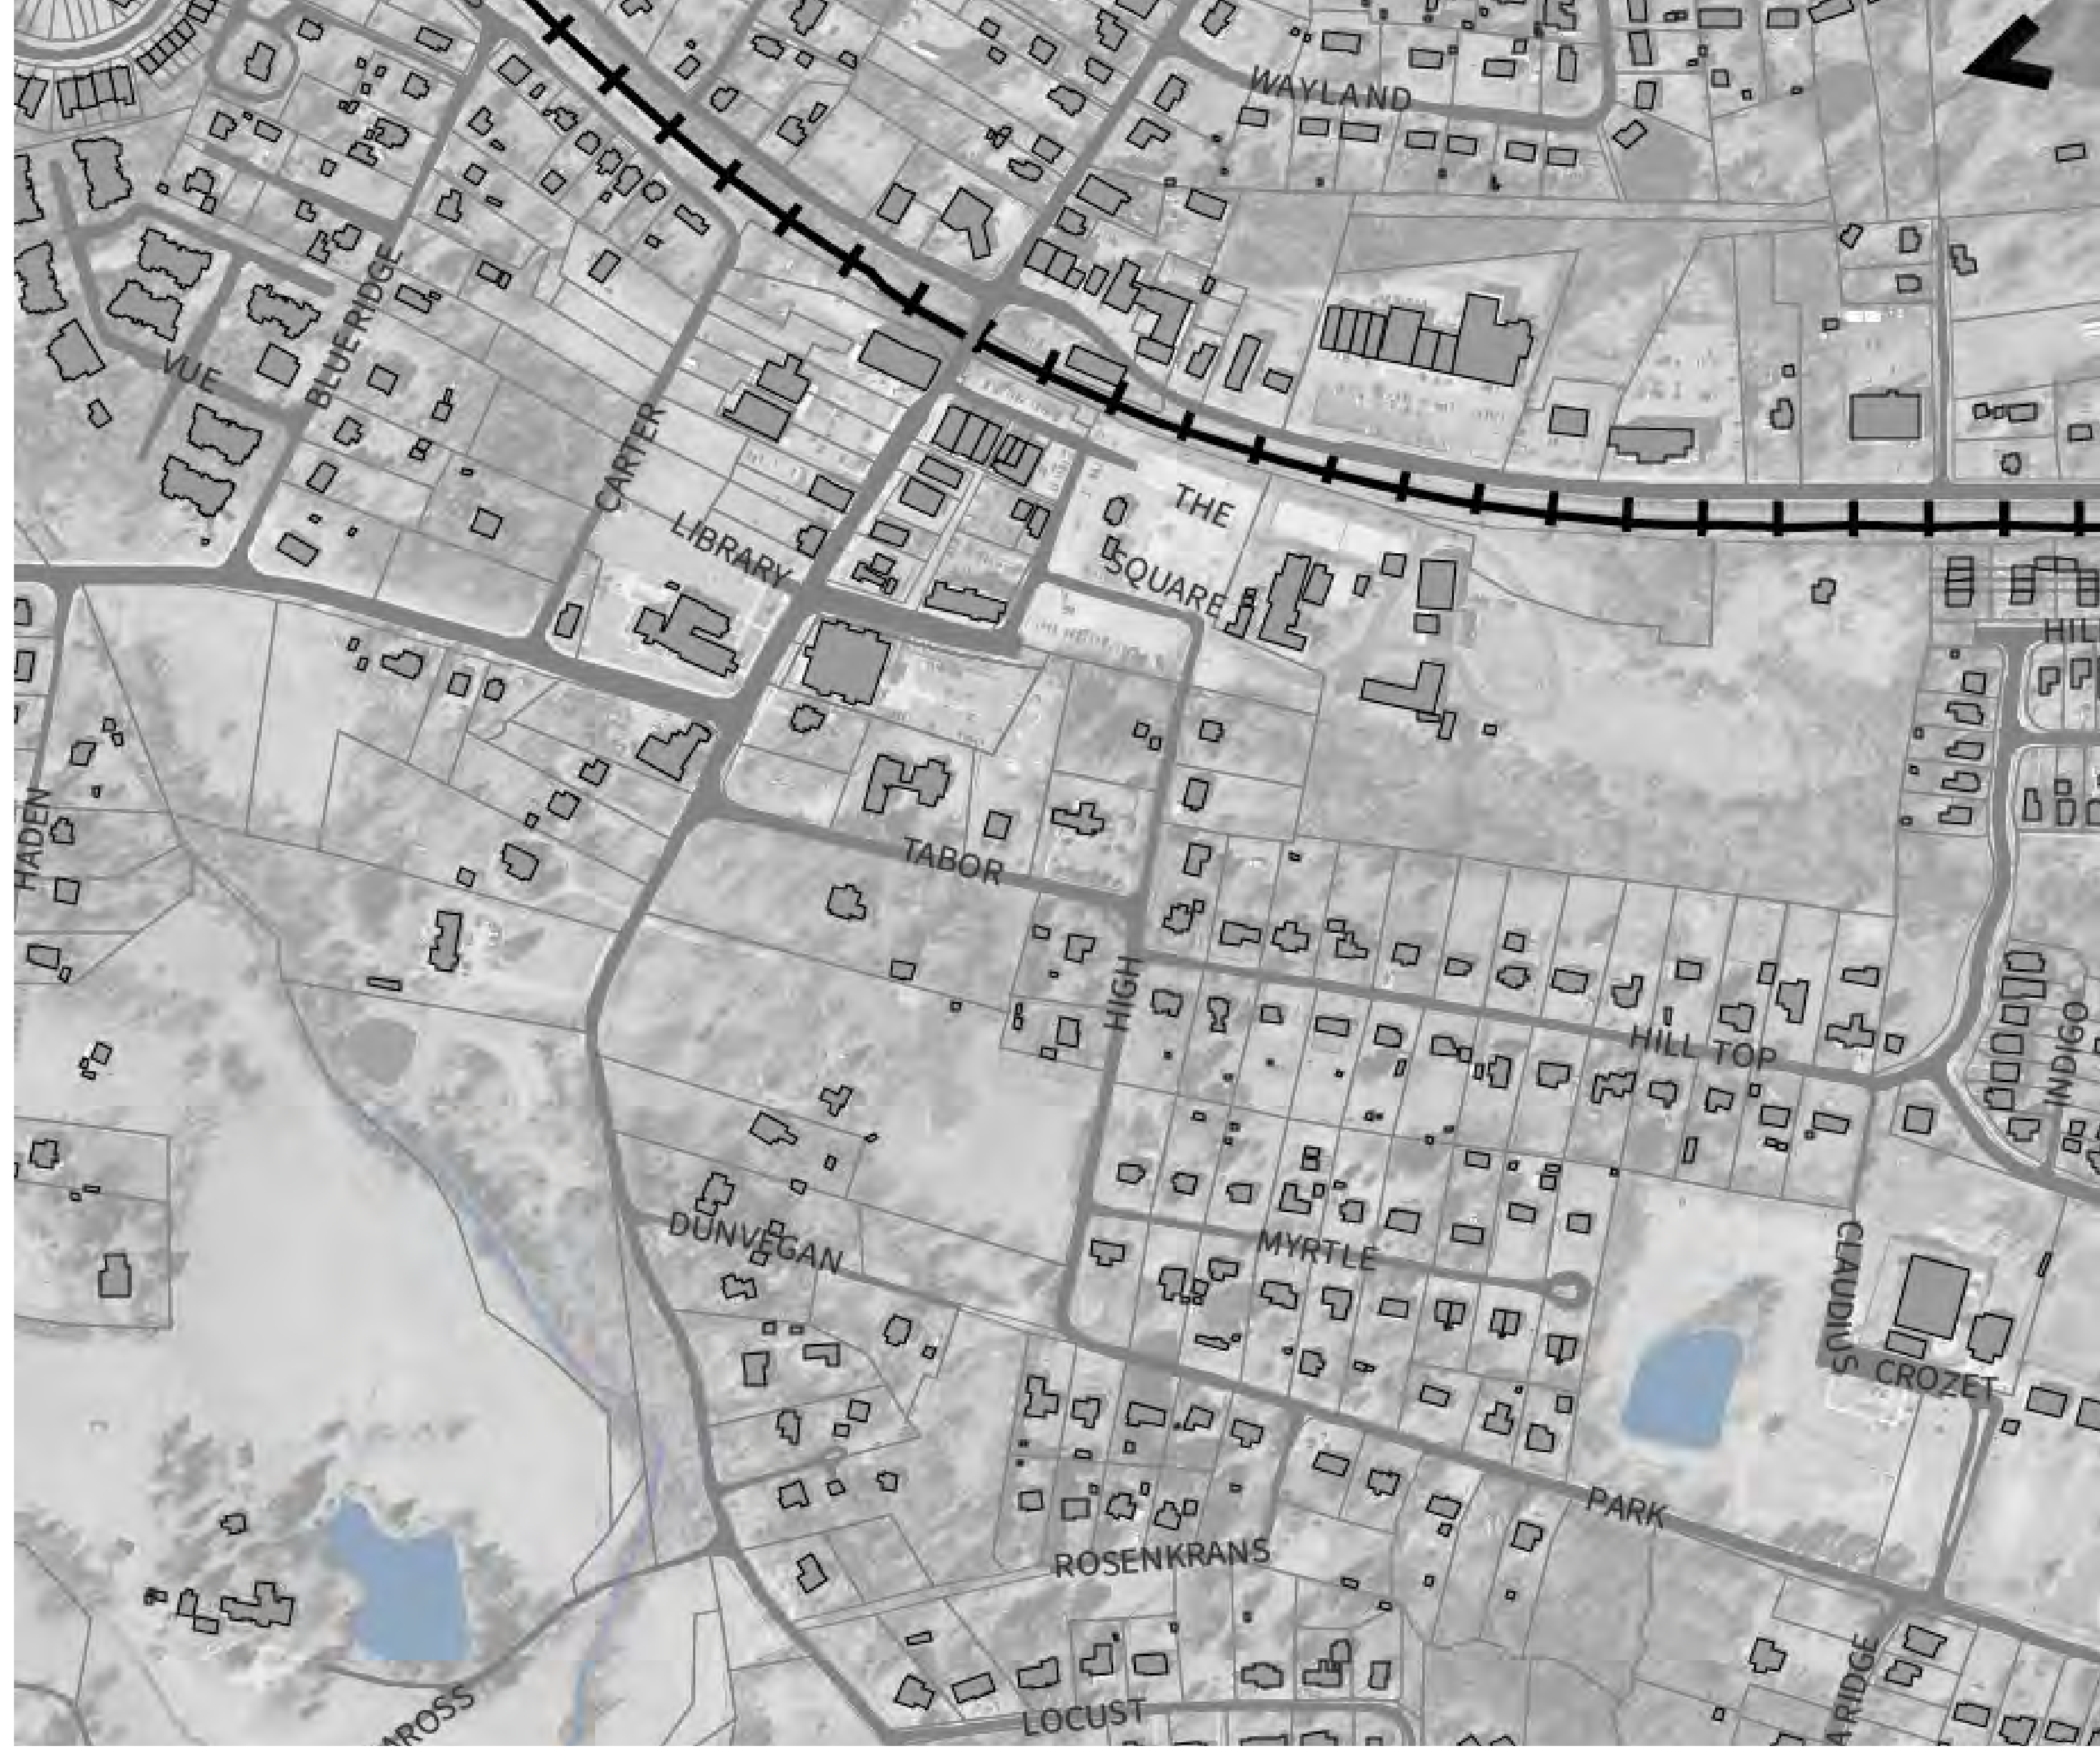 WAYLAND
BLUE RIDGE
VUE
CARTER
LIBRARY
THE
SQUARE
HADEN
TABOR
HIGH
HILL TOP
INDIGO
DUNVEGAN
MYRTLE
CLAUDIUS
CROZET
PARK
ROSENKRANS
LOCUST